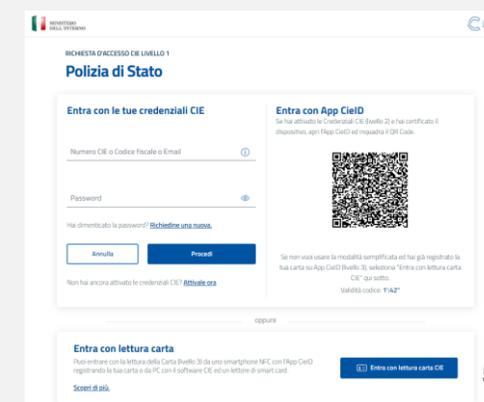 MINISTERO
DELL'INTERNO
RICHIESTA D'ACCESSO CIE LIVELLO 1
Polizia di Stato
Entra con le tue credenziali CIE
Numero CIE o Codice Fiscale o Email
Password
Hai dimenticato la password? Richiedine una nuova.
Annulla
Procedi
Non hai ancora attivato le credenziali CIE? Attivale ora
Entra con App CieID
Se hai attivato le Credenziali CIE (livello 2) e hai certificato il
dispositivo, apri l'App CieID ed inquadra il QR Code.
Se non vuoi usare la modalità semplificata ed hai già registrato la
tua carta su App CieID (livello 3), seleziona "Entra con lettura carta
CIE" qui sotto.
Validità codice: 1'42"
oppure
Entra con lettura carta
Puoi entrare con la lettura della Carta (livello 3) da uno smartphone NFC con l'App CieID
registrando la tua carta o da PC con il software CIE ed un lettore di smart card.
Entra con lettura carta CIE
Scopri di più.